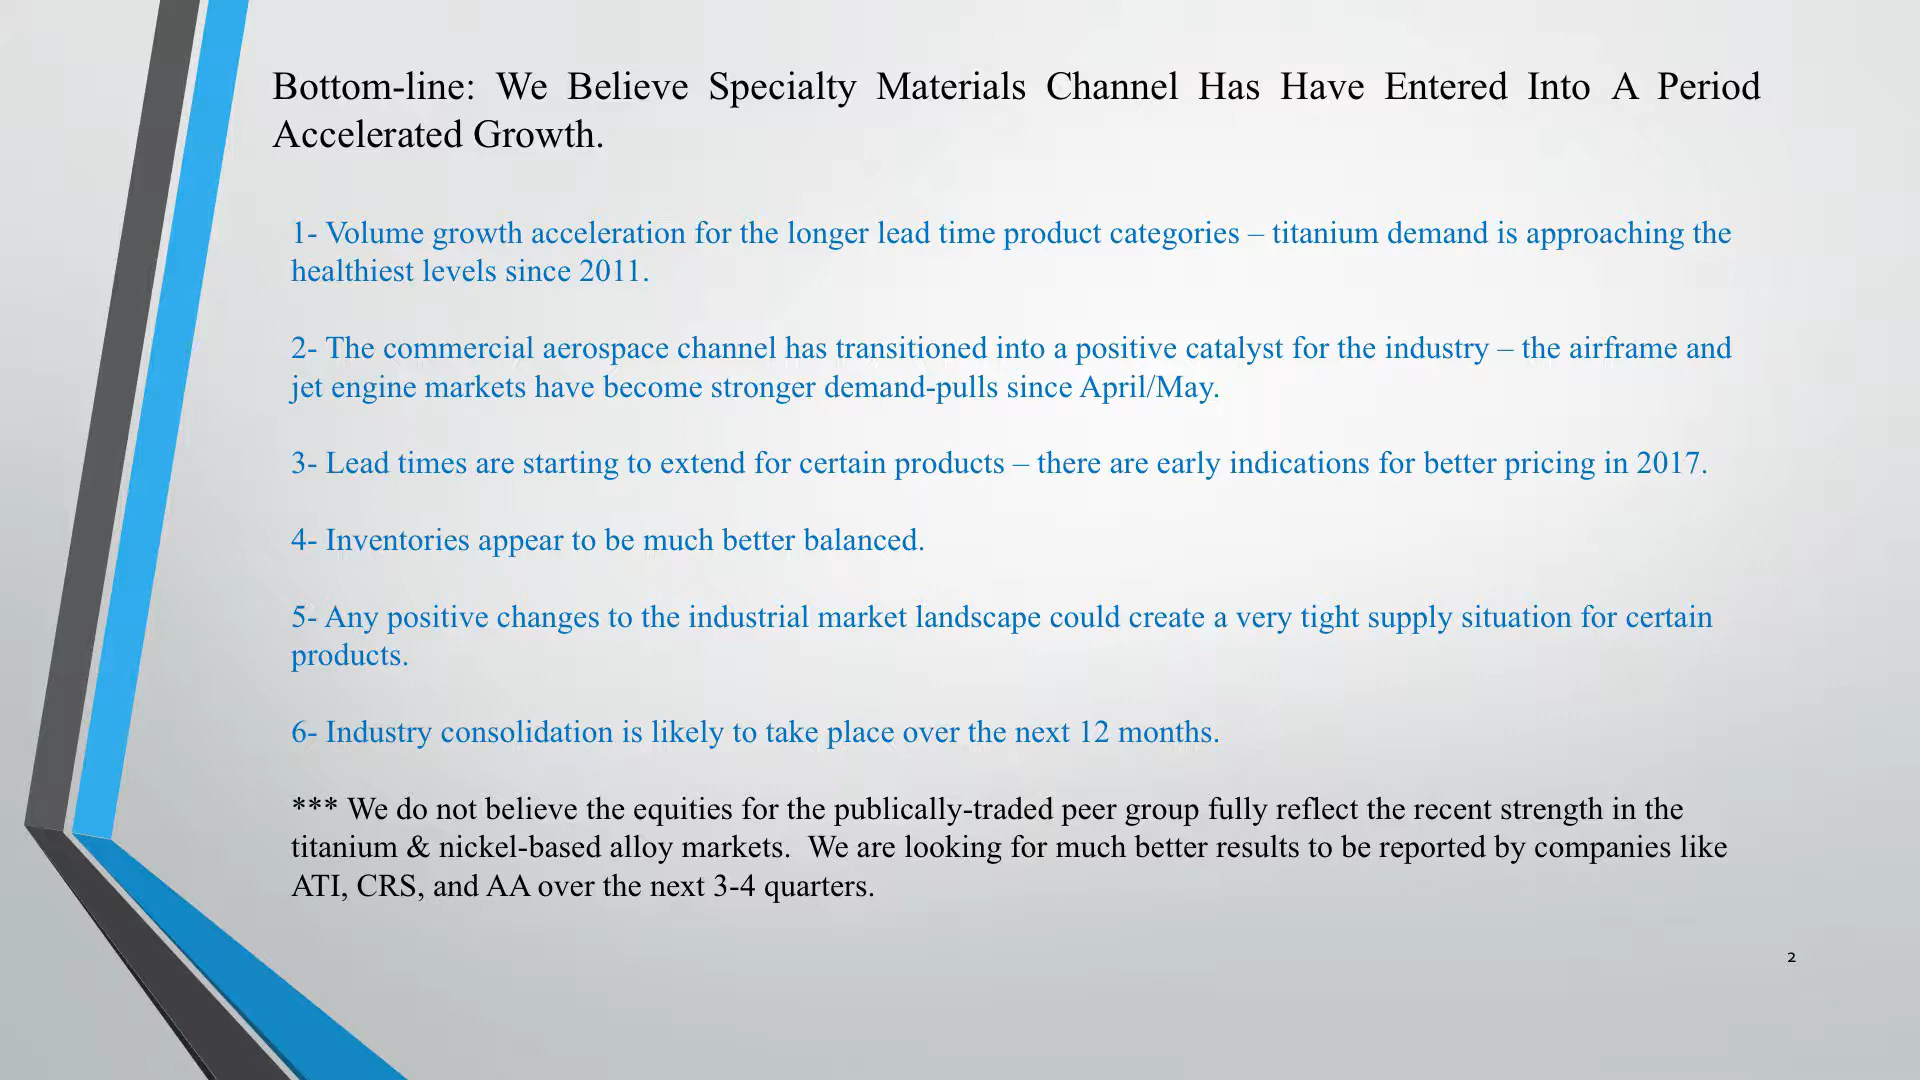 Bottom-line: We Believe Specialty Materials Channel Has Have Entered Into A Period
Accelerated Growth.
1- Volume growth acceleration for the longer lead time product categories – titanium demand is approaching the
healthiest levels since 2011.
2- The commercial aerospace channel has transitioned into a positive catalyst for the industry – the airframe and
jet engine markets have become stronger demand-pulls since April/May.
3- Lead times are starting to extend for certain products – there are early indications for better pricing in 2017.
4- Inventories appear to be much better balanced.
5- Any positive changes to the industrial market landscape could create a very tight supply situation for certain
products.
6- Industry consolidation is likely to take place over the next 12 months.
*** We do not believe the equities for the publically-traded peer group fully reflect the recent strength in the
titanium & nickel-based alloy markets.  We are looking for much better results to be reported by companies like
ATI, CRS, and AA over the next 3-4 quarters.
2